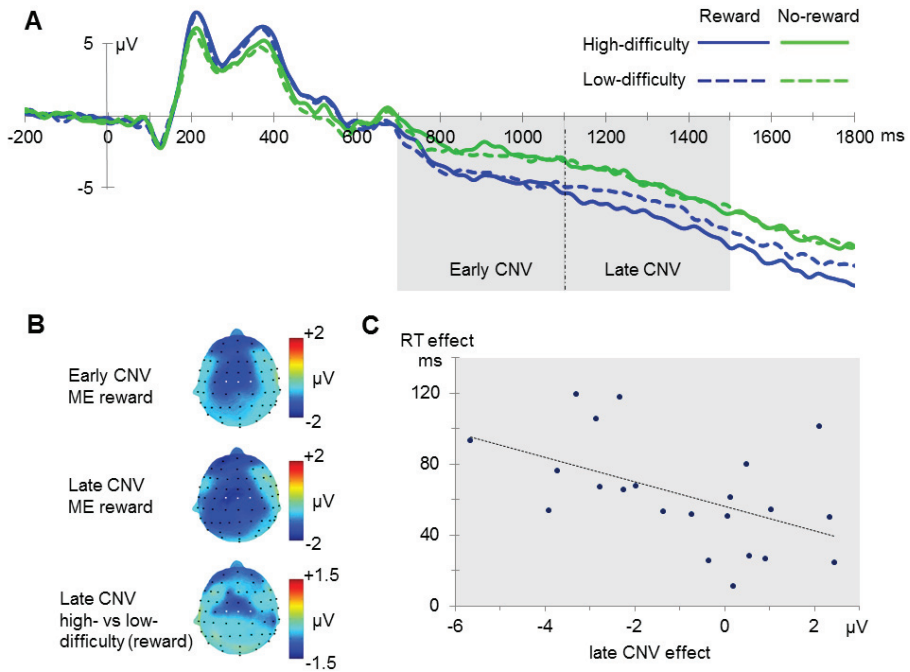 A
Reward No-reward
High-difficulty
Low-difficulty
µV
5
-200 0 200 400 600 800 1000 1200 1400 1600 1800 ms
-5
Early CNV Late CNV
B
Early CNV
ME reward
+2
µV
-2
Late CNV
ME reward
+2
µV
-2
Late CNV
high- vs low-
difficulty (reward)
+1.5
µV
-1.5
C
RT effect
ms
120
80
40
0
-6 -4 -2 0 2 µV
late CNV effect